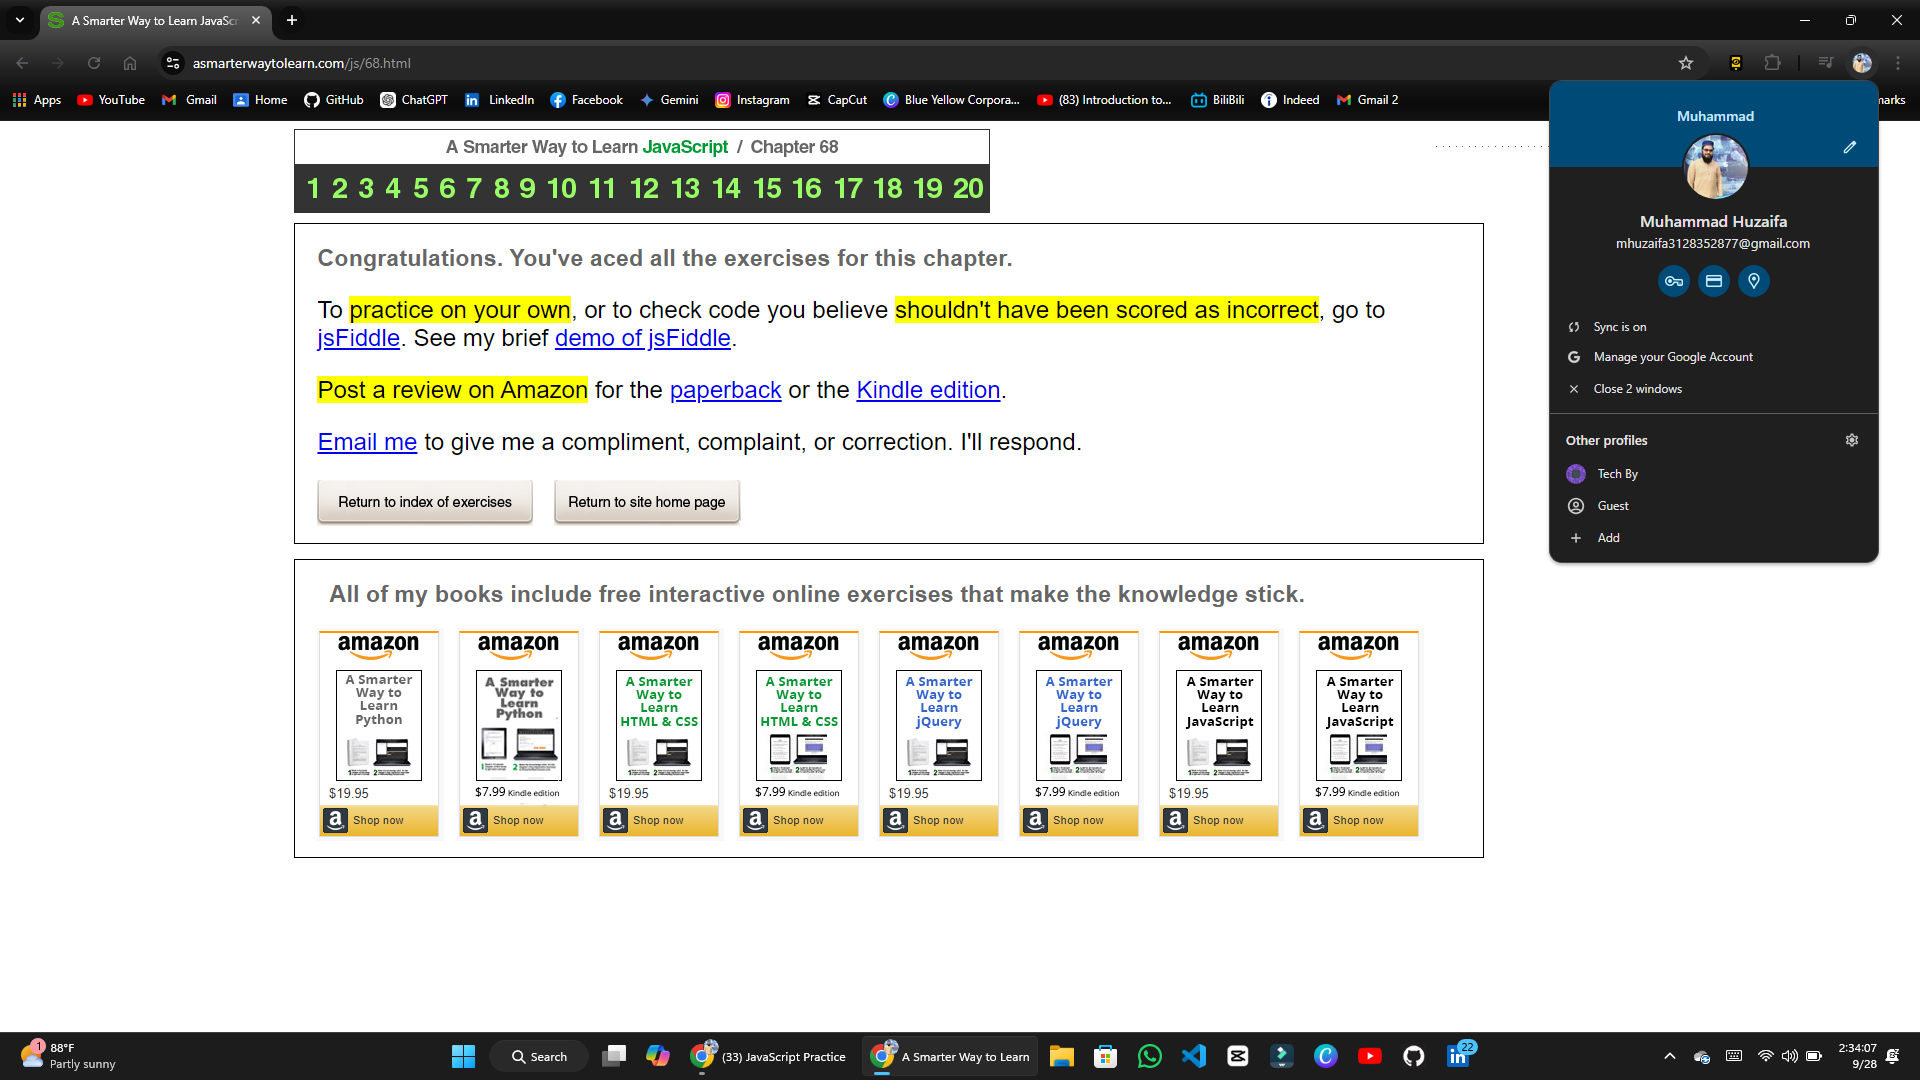 A Smarter Way to Learn JavaScr
asmarterwaytolearn.com/js/68.html
Apps YouTube Gmail Home GitHub ChatGPT LinkedIn Facebook Gemini Instagram CapCut Blue Yellow Corpora... (83) Introduction to... BiliBili Indeed Gmail 2 marks
A Smarter Way to Learn JavaScript / Chapter 68
1 2 3 4 5 6 7 8 9 10 11 12 13 14 15 16 17 18 19 20
Congratulations. You've aced all the exercises for this chapter.
To practice on your own, or to check code you believe shouldn't have been scored as incorrect, go to
jsFiddle. See my brief demo of jsFiddle.
Post a review on Amazon for the paperback or the Kindle edition.
Email me to give me a compliment, complaint, or correction. I'll respond.
Return to index of exercises Return to site home page
All of my books include free interactive online exercises that make the knowledge stick.
amazon amazon amazon amazon amazon amazon amazon amazon
A Smarter A Smarter A Smarter A Smarter A Smarter A Smarter A Smarter A Smarter
Way to Way to Way to Way to Way to Way to Way to Way to
Learn Learn Learn Learn Learn Learn Learn Learn
Python Python HTML & CSS HTML & CSS jQuery jQuery JavaScript JavaScript
$19.95 $7.99 Kindle edition $19.95 $7.99 Kindle edition $19.95 $7.99 Kindle edition $19.95 $7.99 Kindle edition
a Shop now a Shop now a Shop now a Shop now a Shop now a Shop now a Shop now a Shop now
Muhammad
Muhammad Huzaifa
mhuzaifa3128352877@gmail.com
Sync is on
Manage your Google Account
Close 2 windows
Other profiles
Tech By
Guest
Add
1
88°F
Partly sunny
Search
(33) JavaScript Practice
A Smarter Way to Learn
22
2:34:07
9/28